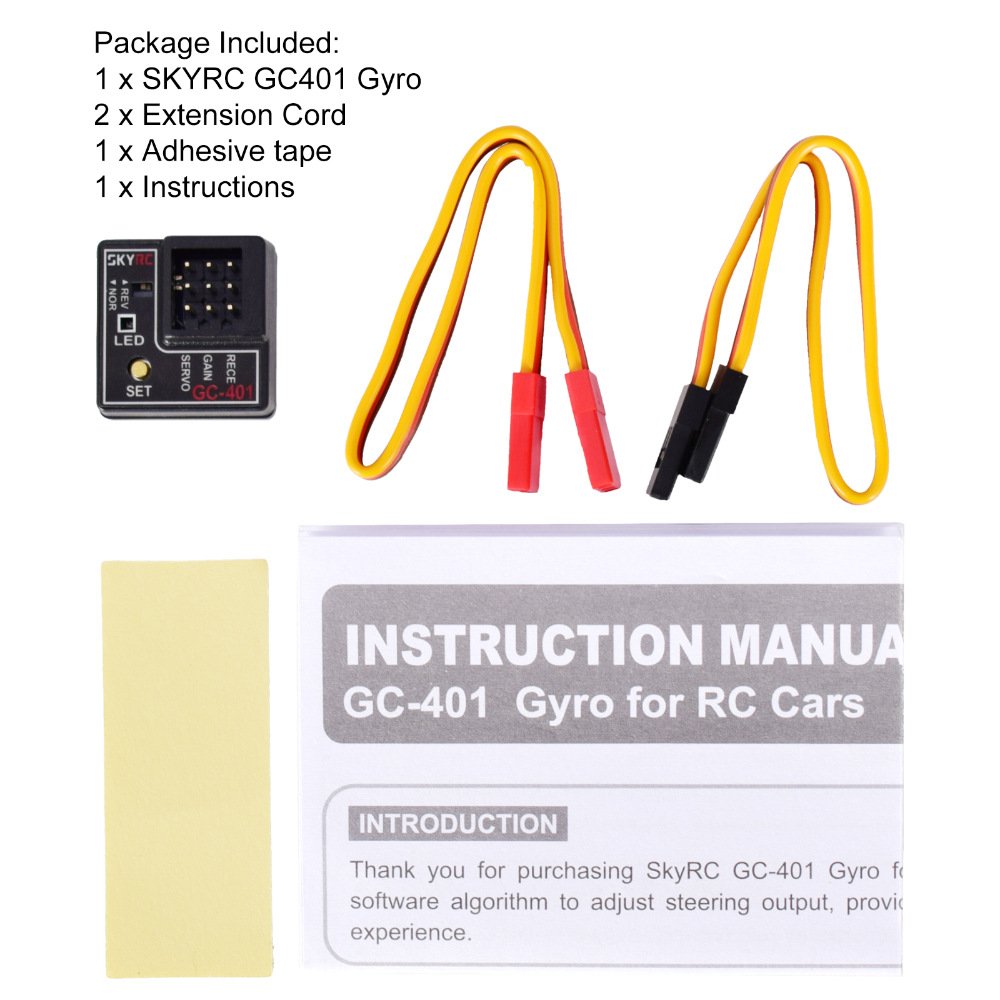 Package Included:
1 x SKYRC GC401 Gyro
2 x Extension Cord
1 x Adhesive tape
1 x Instructions
SKYRC
▲ REV
▼ NOR
LED
SET
RECE
GAIN
SERVO
GC-401
INSTRUCTION MANUA
GC-401 Gyro for RC Cars
INTRODUCTION
Thank you for purchasing SkyRC GC-401 Gyro fo
software algorithm to adjust steering output, provid
experience.